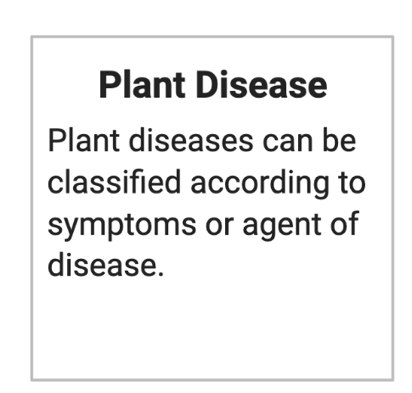 Plant Disease
Plant diseases can be
classified according to
symptoms or agent of
disease.